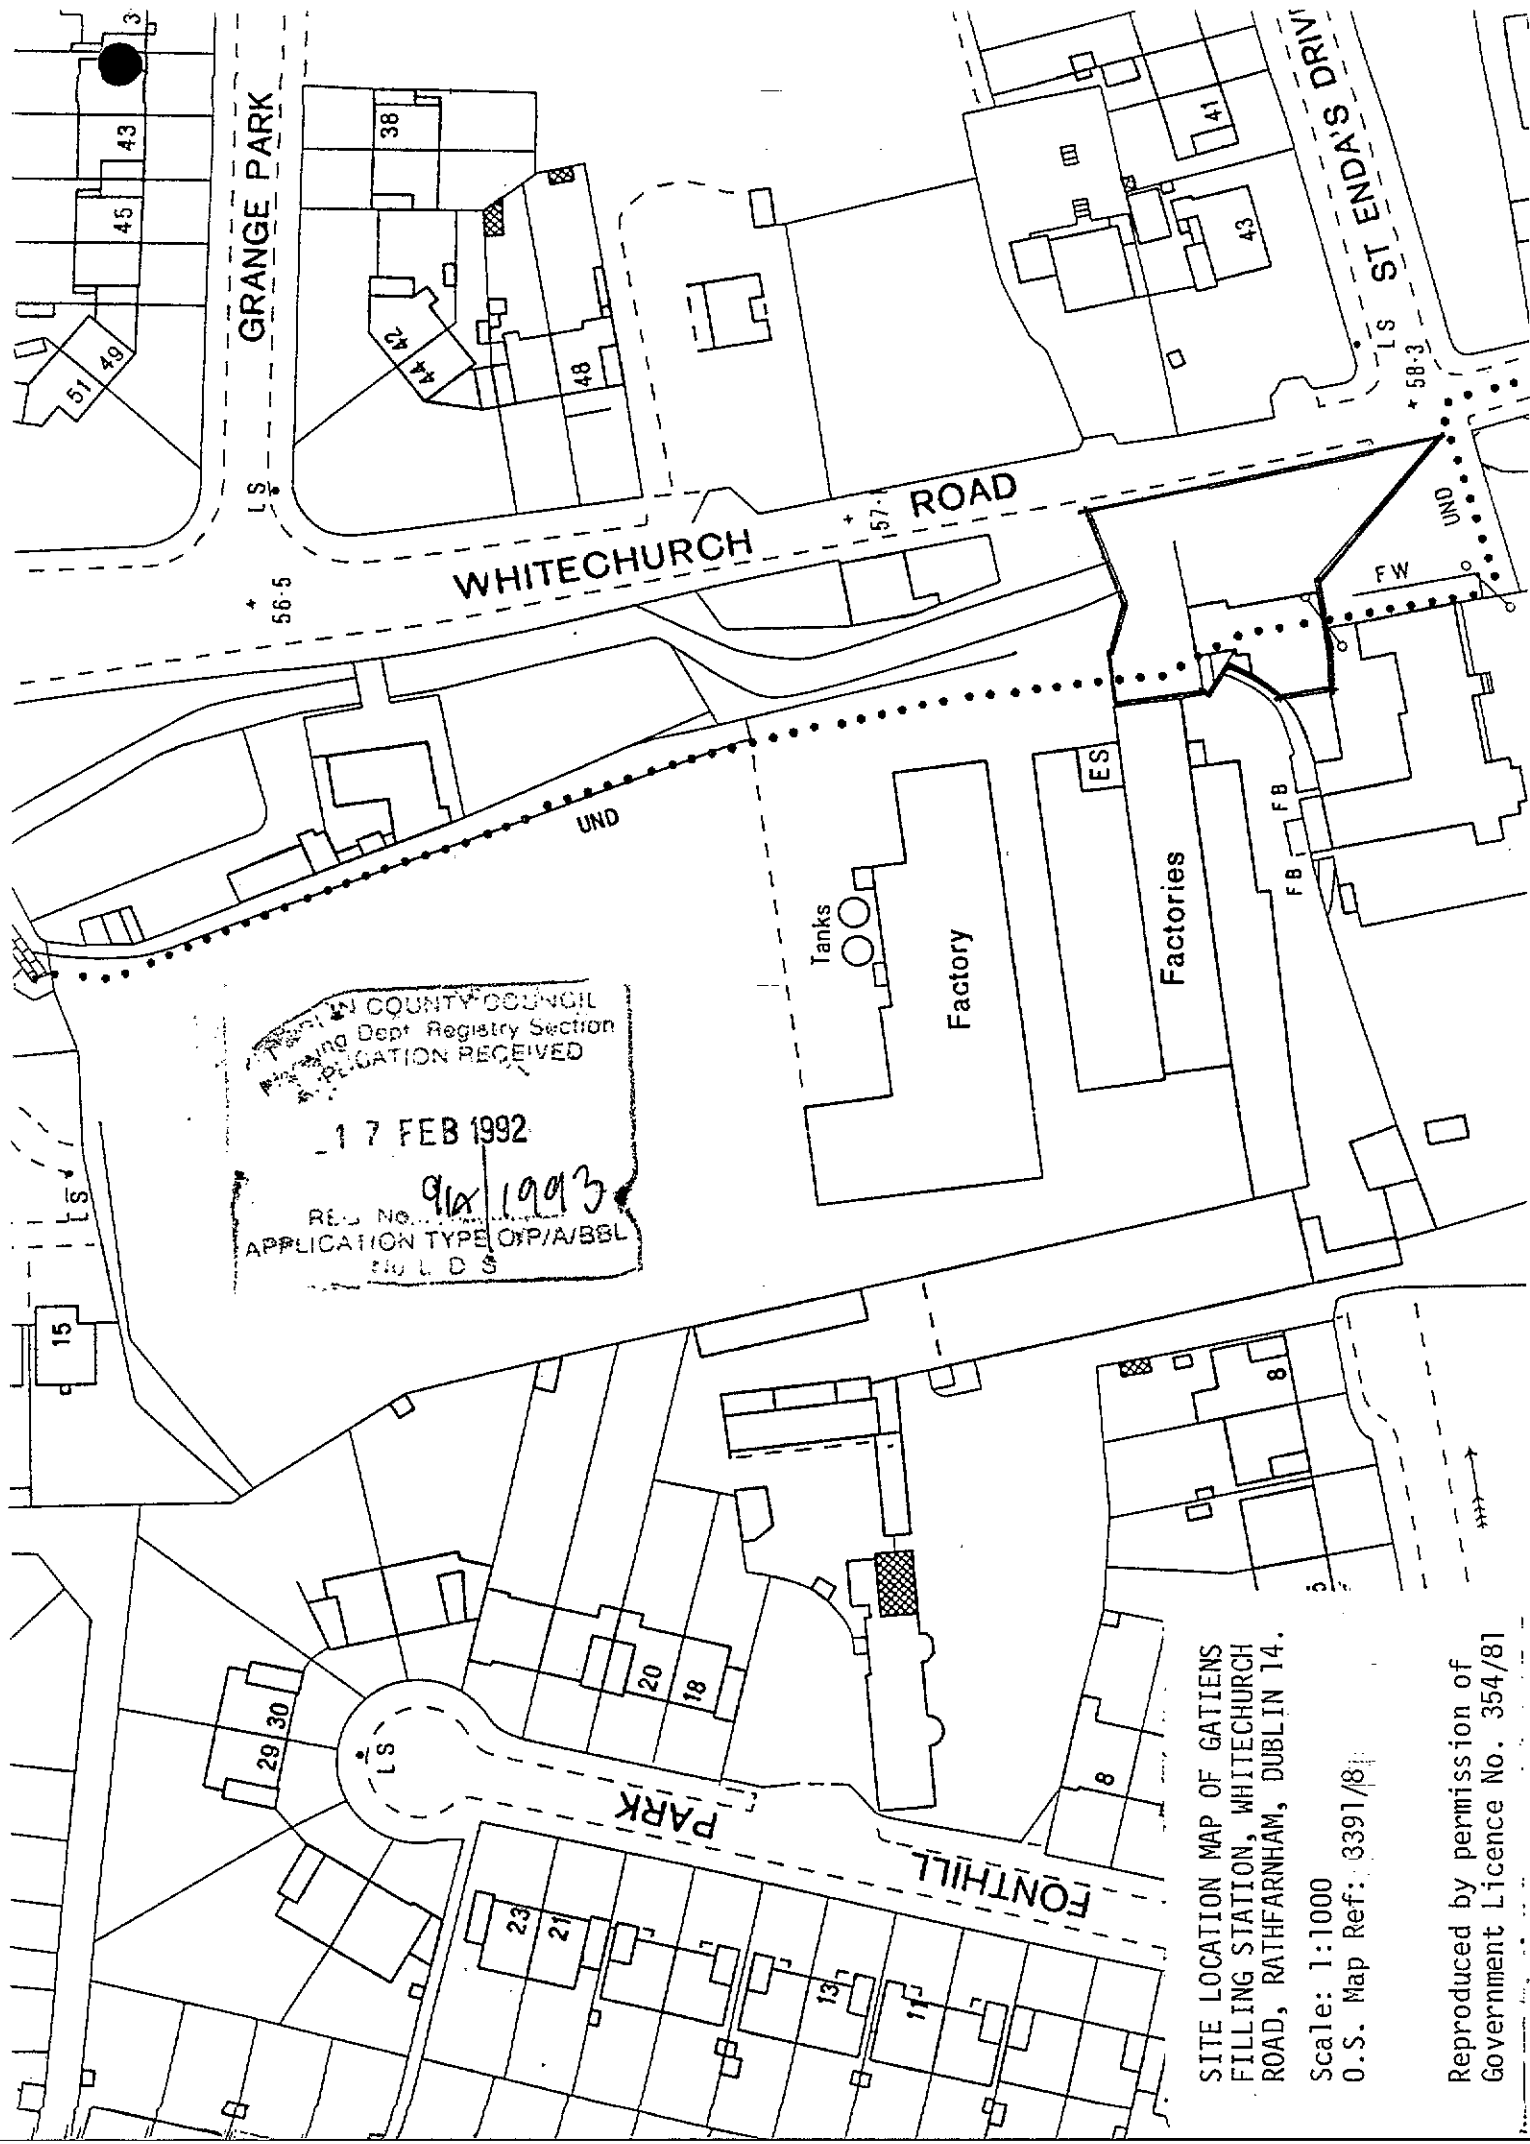 3
43
45
49
51
GRANGE PARK
38
42
44
48
LS
56·5
WHITECHURCH ROAD
57·
41
43
ST ENDA'S DRIV
LS
58·3
UND
FW
UND
ES
FB
FB
Tanks
Factory
Factories
COUNTY COUNCIL
Dept Registry Section
RECEIVED
17 FEB 1992
REG No. 91A/1993
APPLICATION TYPE O/P/A/BBL
LS
15
30
29
LS
20
18
23
21
13
11
FONTHILL PARK
8
8
SITE LOCATION MAP OF GATIENS
FILLING STATION, WHITECHURCH
ROAD, RATHFARNHAM, DUBLIN 14.
Scale: 1:1000
O.S. Map Ref: 3391/8
Reproduced by permission of
Government Licence No. 354/81